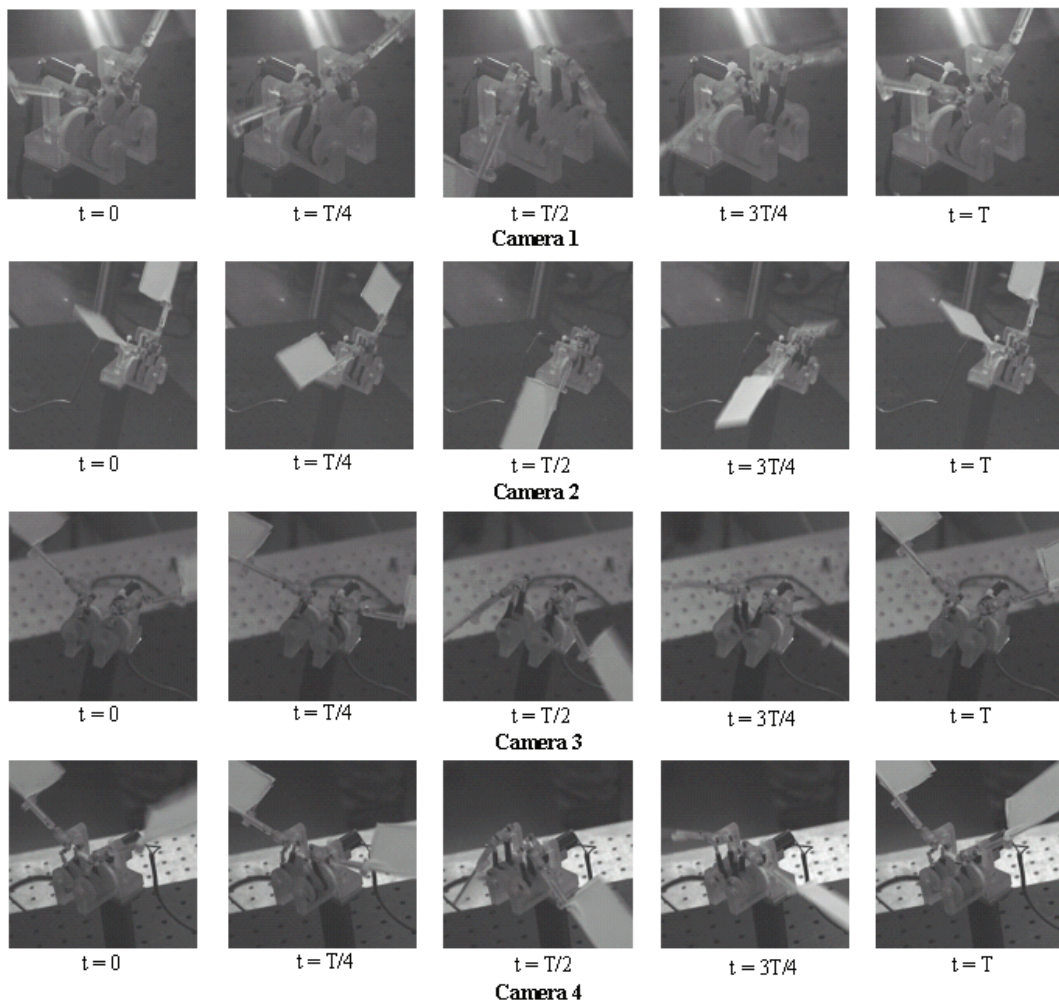 t = 0 t = T/4 t = T/2 t = 3T/4 t = T
Camera 1
t = 0 t = T/4 t = T/2 t = 3T/4 t = T
Camera 2
t = 0 t = T/4 t = T/2 t = 3T/4 t = T
Camera 3
t = 0 t = T/4 t = T/2 t = 3T/4 t = T
Camera 4